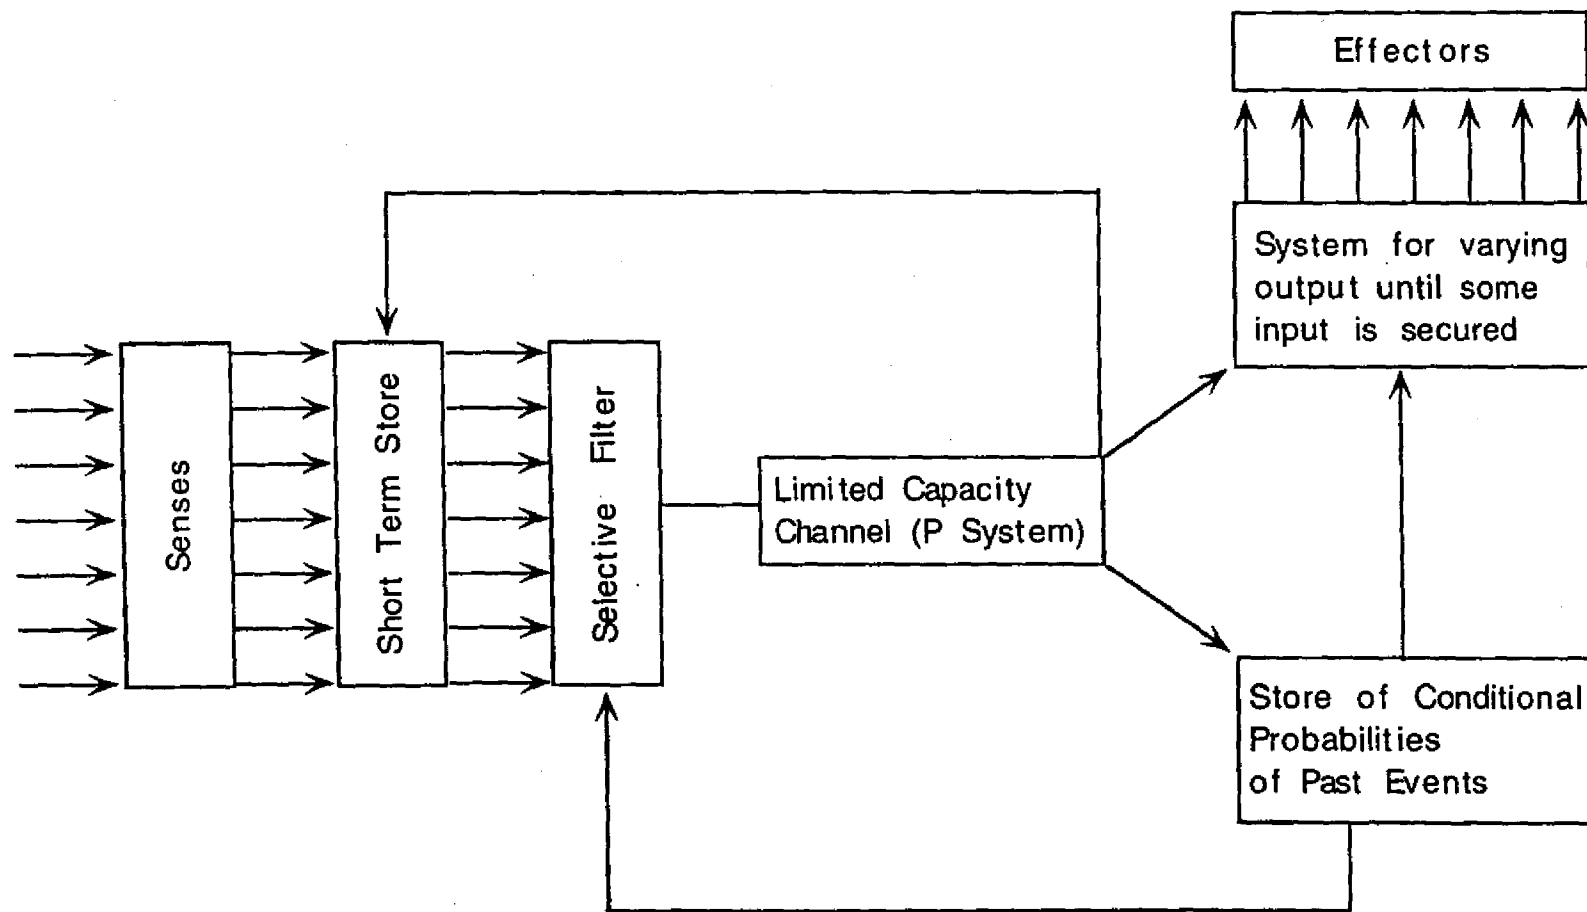 Effectors
System for varying
output until some
input is secured
Senses
Short Term Store
Selective Filter
Limited Capacity
Channel (P System)
Store of Conditional
Probabilities
of Past Events